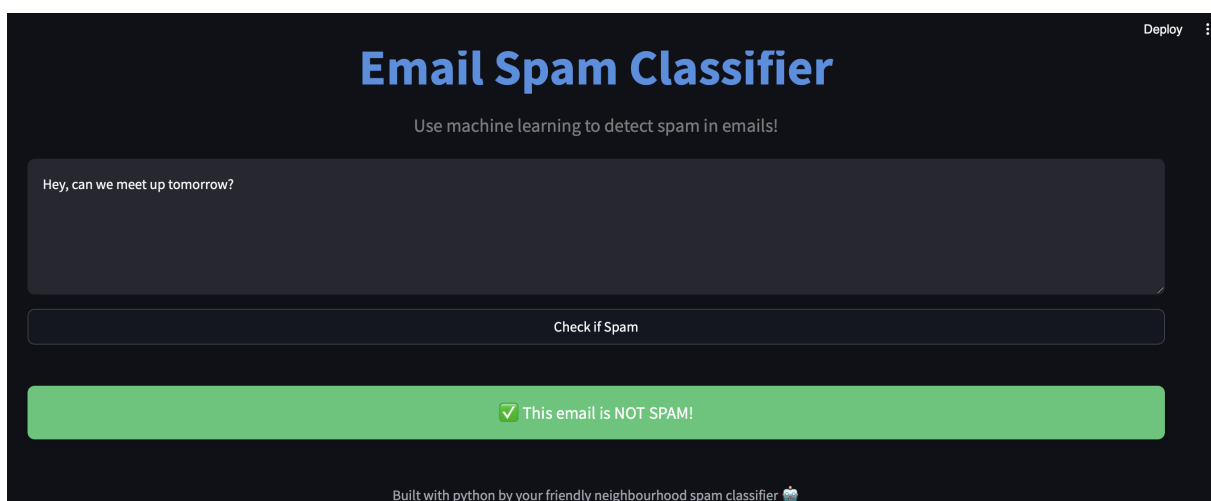 Deploy
Email Spam Classifier
Use machine learning to detect spam in emails!
Hey, can we meet up tomorrow?
Check if Spam
✅ This email is NOT SPAM!
Built with python by your friendly neighbourhood spam classifier 🤖